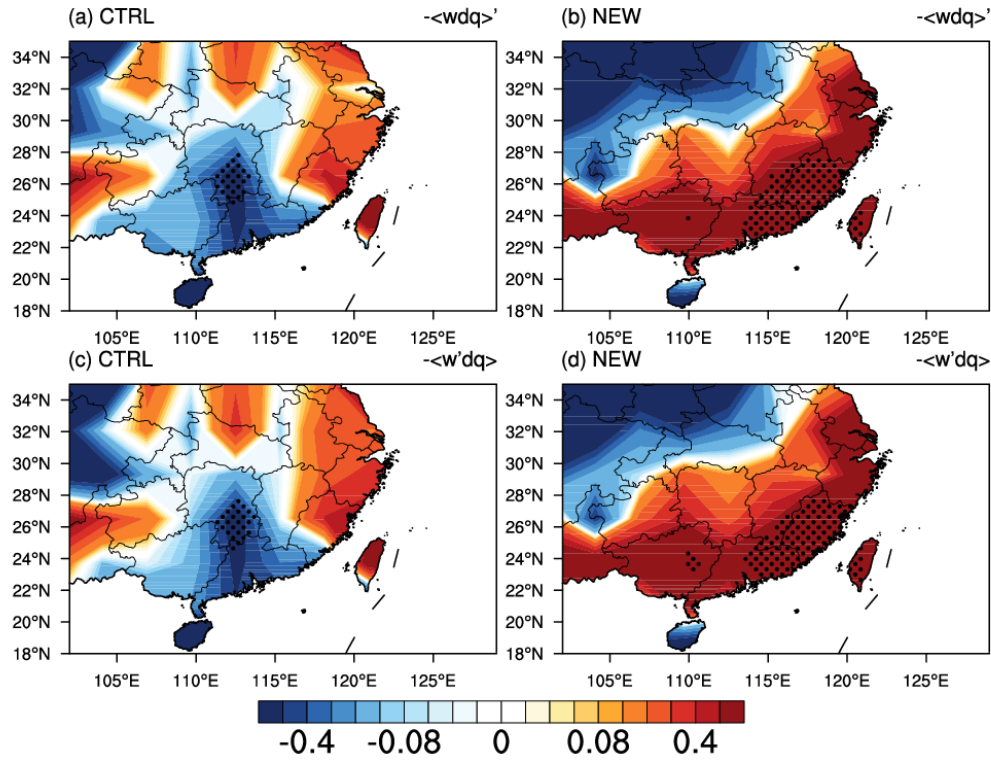 (a) CTRL -<wdq>’ (b) NEW -<wdq>’
34°N 34°N
32°N 32°N
30°N 30°N
28°N 28°N
26°N 26°N
24°N 24°N
22°N 22°N
20°N 20°N
18°N 18°N
105°E 110°E 115°E 120°E 125°E 105°E 110°E 115°E 120°E 125°E
(c) CTRL -<w’dq> (d) NEW -<w’dq>
34°N 34°N
32°N 32°N
30°N 30°N
28°N 28°N
26°N 26°N
24°N 24°N
22°N 22°N
20°N 20°N
18°N 18°N
105°E 110°E 115°E 120°E 125°E 105°E 110°E 115°E 120°E 125°E
-0.4 -0.08 0 0.08 0.4